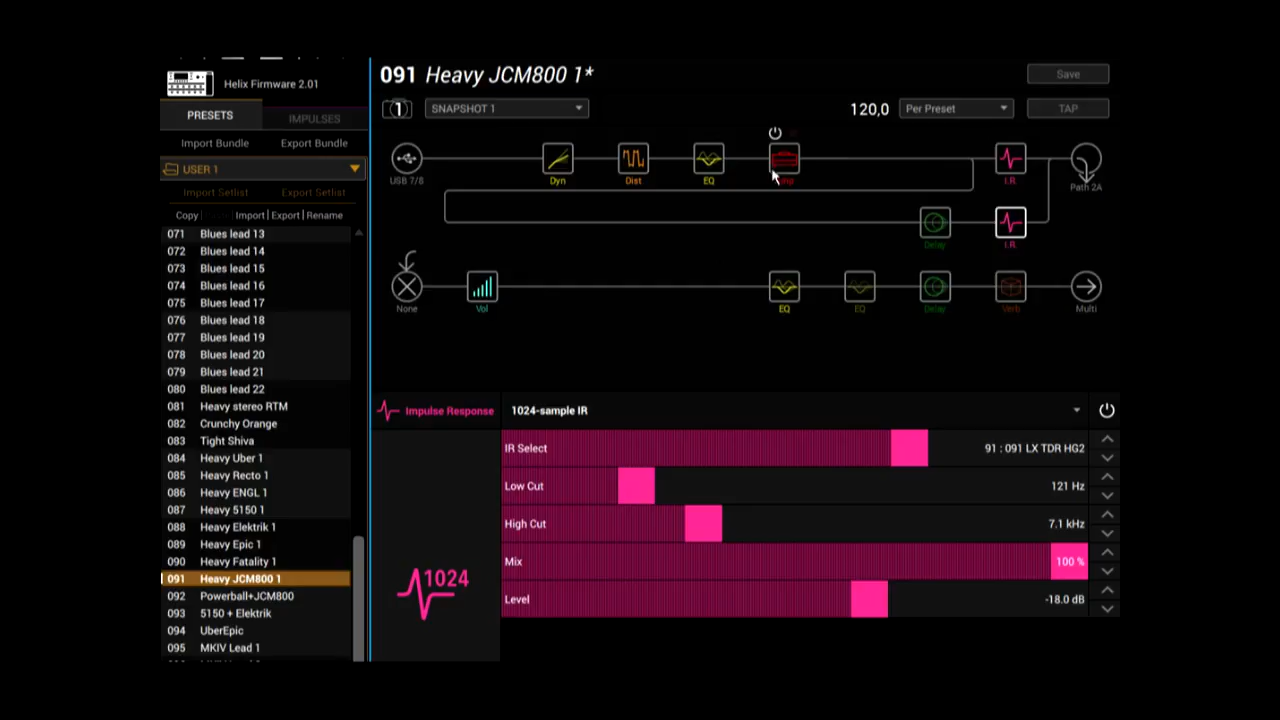 Helix Firmware 2.01
PRESETS
IMPULSES
Import Bundle
Export Bundle
USER 1
Import Setlist
Export Setlist
Copy
Import
Export
Rename
071 Blues lead 13
072 Blues lead 14
073 Blues lead 15
074 Blues lead 16
075 Blues lead 17
076 Blues lead 18
077 Blues lead 19
078 Blues lead 20
079 Blues lead 21
080 Blues lead 22
081 Heavy stereo RTM
082 Crunchy Orange
083 Tight Shiva
084 Heavy Uber 1
085 Heavy Recto 1
086 Heavy ENGL 1
087 Heavy 5150 1
088 Heavy Elektrik 1
089 Heavy Epic 1
090 Heavy Fatality 1
091 Heavy JCM800 1
092 Powerball+JCM800
093 5150 + Elektrik
094 UberEpic
095 MKIV Lead 1
091 Heavy JCM800 1*
Save
1
SNAPSHOT 1
120,0
Per Preset
TAP
USB 7/8
Dyn
Dist
EQ
I.R.
Path 2A
Delay
I.R.
None
Vol
EQ
EQ
Delay
Verb
Multi
Impulse Response
1024-sample IR
1024
IR Select 91 : 091 LX TDR HG2
Low Cut 121 Hz
High Cut 7.1 kHz
Mix 100 %
Level -18.0 dB